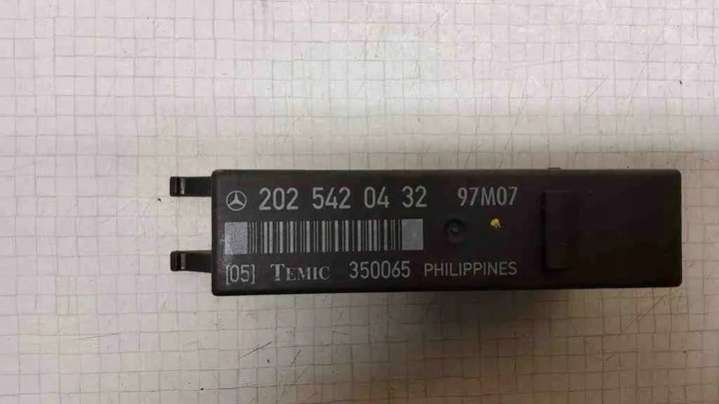 202 542 04 32 97M07
[05] TEMIC 350065 PHILIPPINES